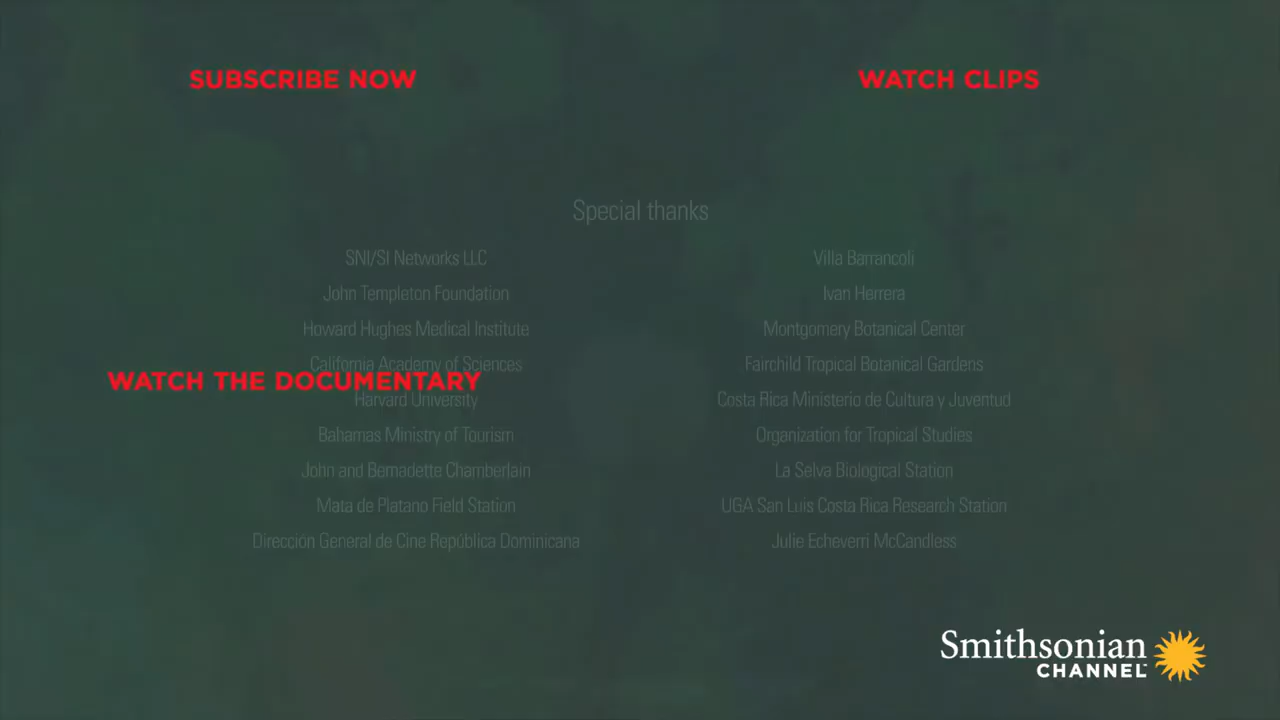 SUBSCRIBE NOW
WATCH CLIPS
Special thanks
SNI/SI Networks LLC
John Templeton Foundation
Howard Hughes Medical Institute
California Academy of Sciences
WATCH THE DOCUMENTARY
Harvard University
Bahamas Ministry of Tourism
John and Bernadette Chamberlain
Mata de Platano Field Station
Dirección General de Cine República Dominicana
Villa Barrancoli
Ivan Herrera
Montgomery Botanical Center
Fairchild Tropical Botanical Gardens
Costa Rica Ministerio de Cultura y Juventud
Organization for Tropical Studies
La Selva Biological Station
UGA San Luis Costa Rica Research Station
Julie Echeverri McCandless
Smithsonian
CHANNEL™